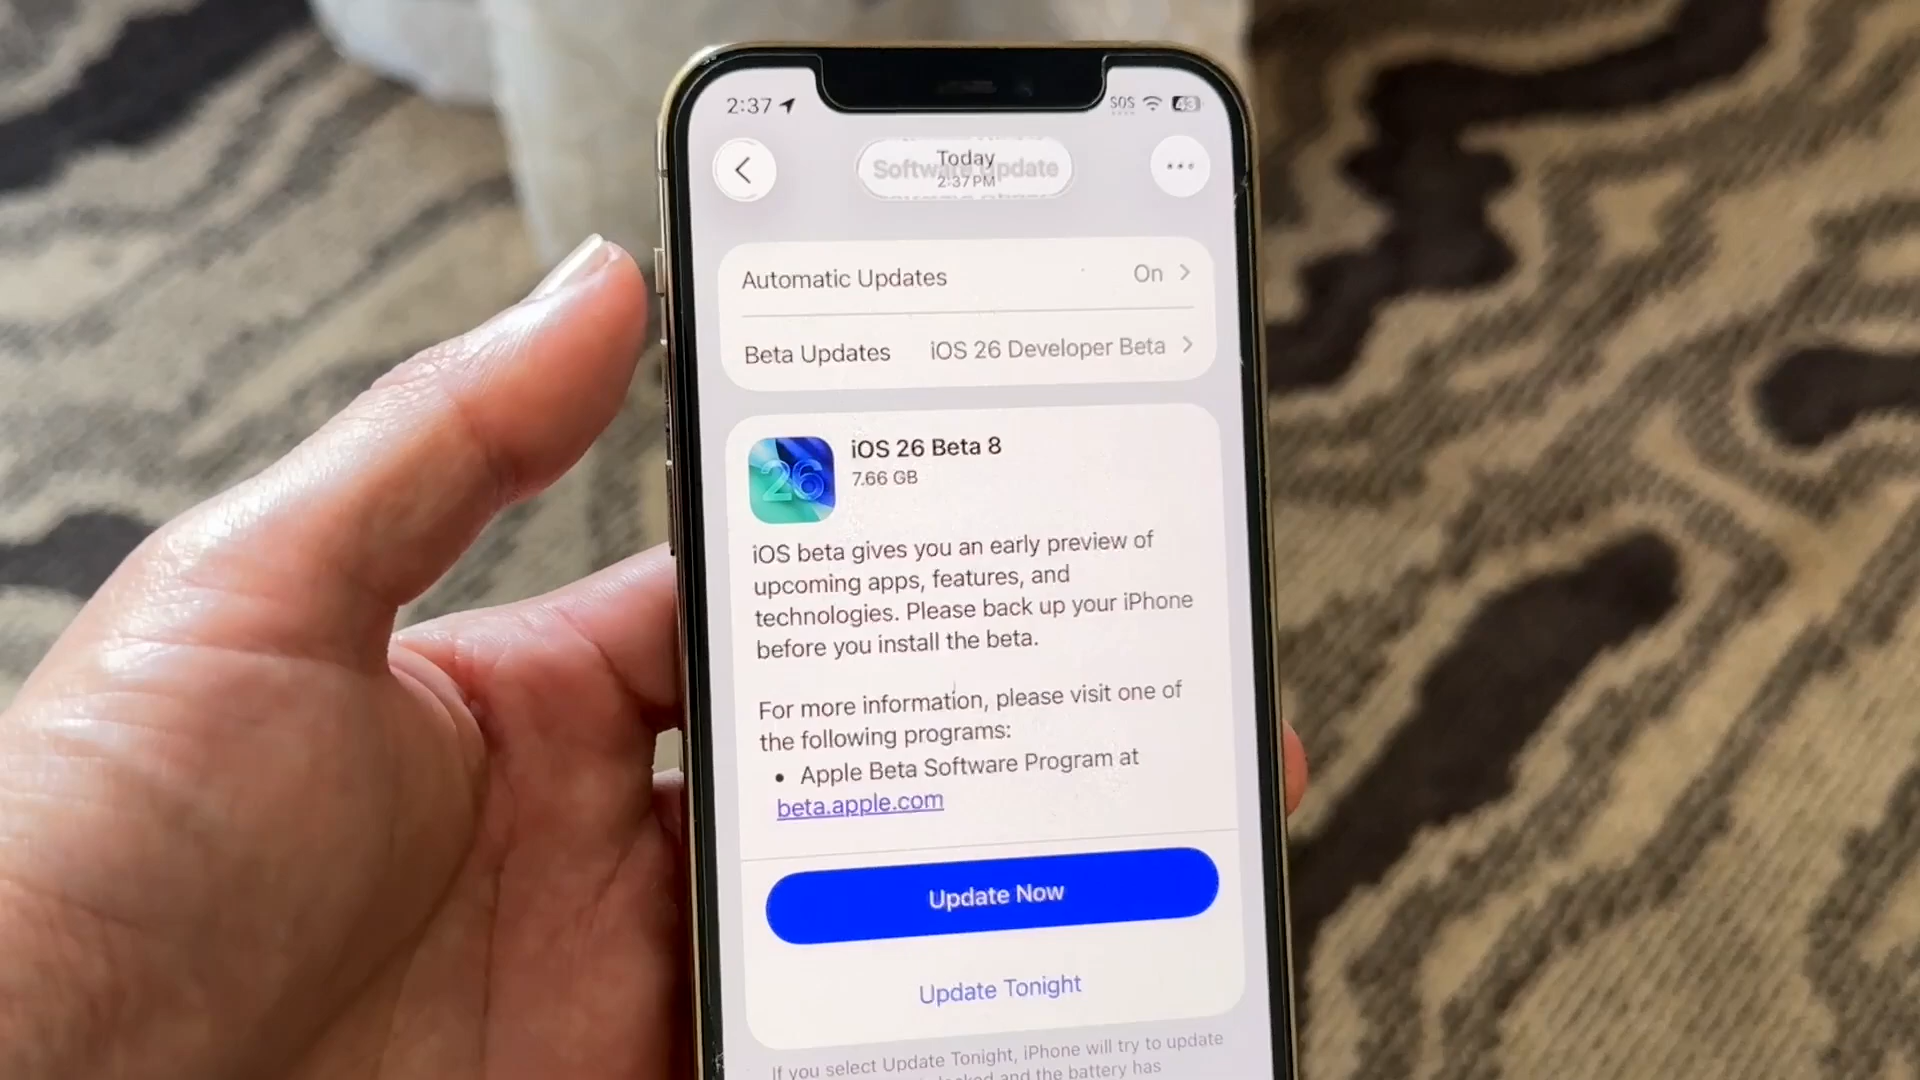 2:37
SOS
43
Today
Software Update
2:37 PM
Automatic Updates On
Beta Updates iOS 26 Developer Beta
26
iOS 26 Beta 8
7.66 GB
iOS beta gives you an early preview of
upcoming apps, features, and
technologies. Please back up your iPhone
before you install the beta.
For more information, please visit one of
the following programs:
• Apple Beta Software Program at
beta.apple.com
Update Now
Update Tonight
If you select Update Tonight, iPhone will try to update
and the battery has